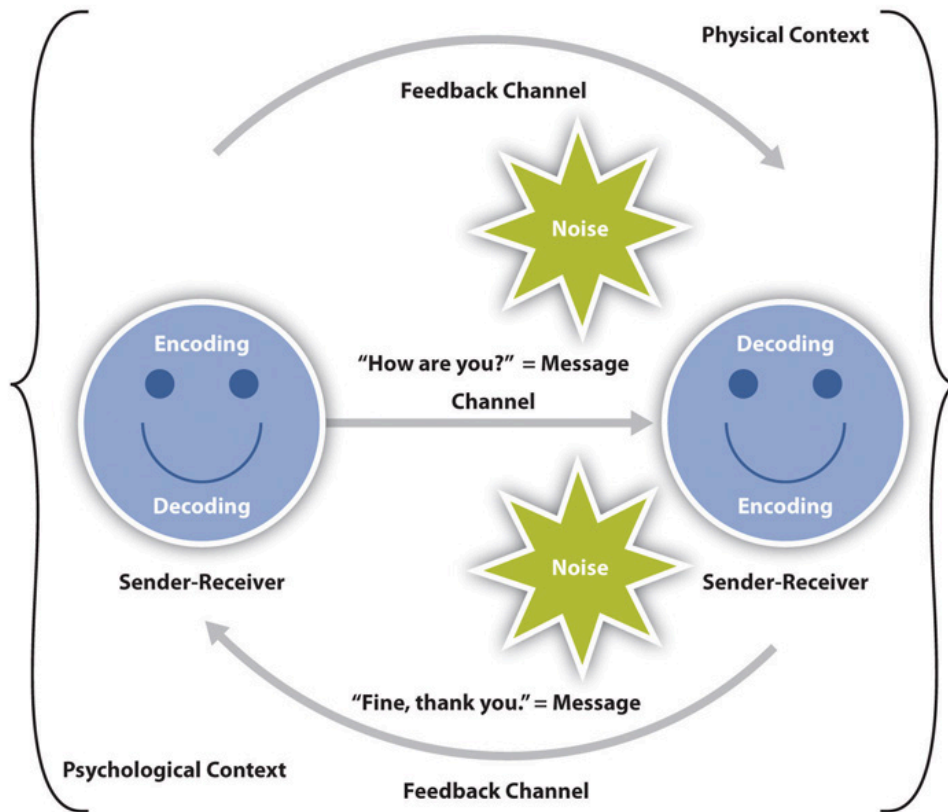 Physical Context
Feedback Channel
Noise
Encoding
“How are you?” = Message
Decoding
Channel
Decoding
Noise
Encoding
Sender-Receiver
Sender-Receiver
“Fine, thank you.” = Message
Psychological Context
Feedback Channel